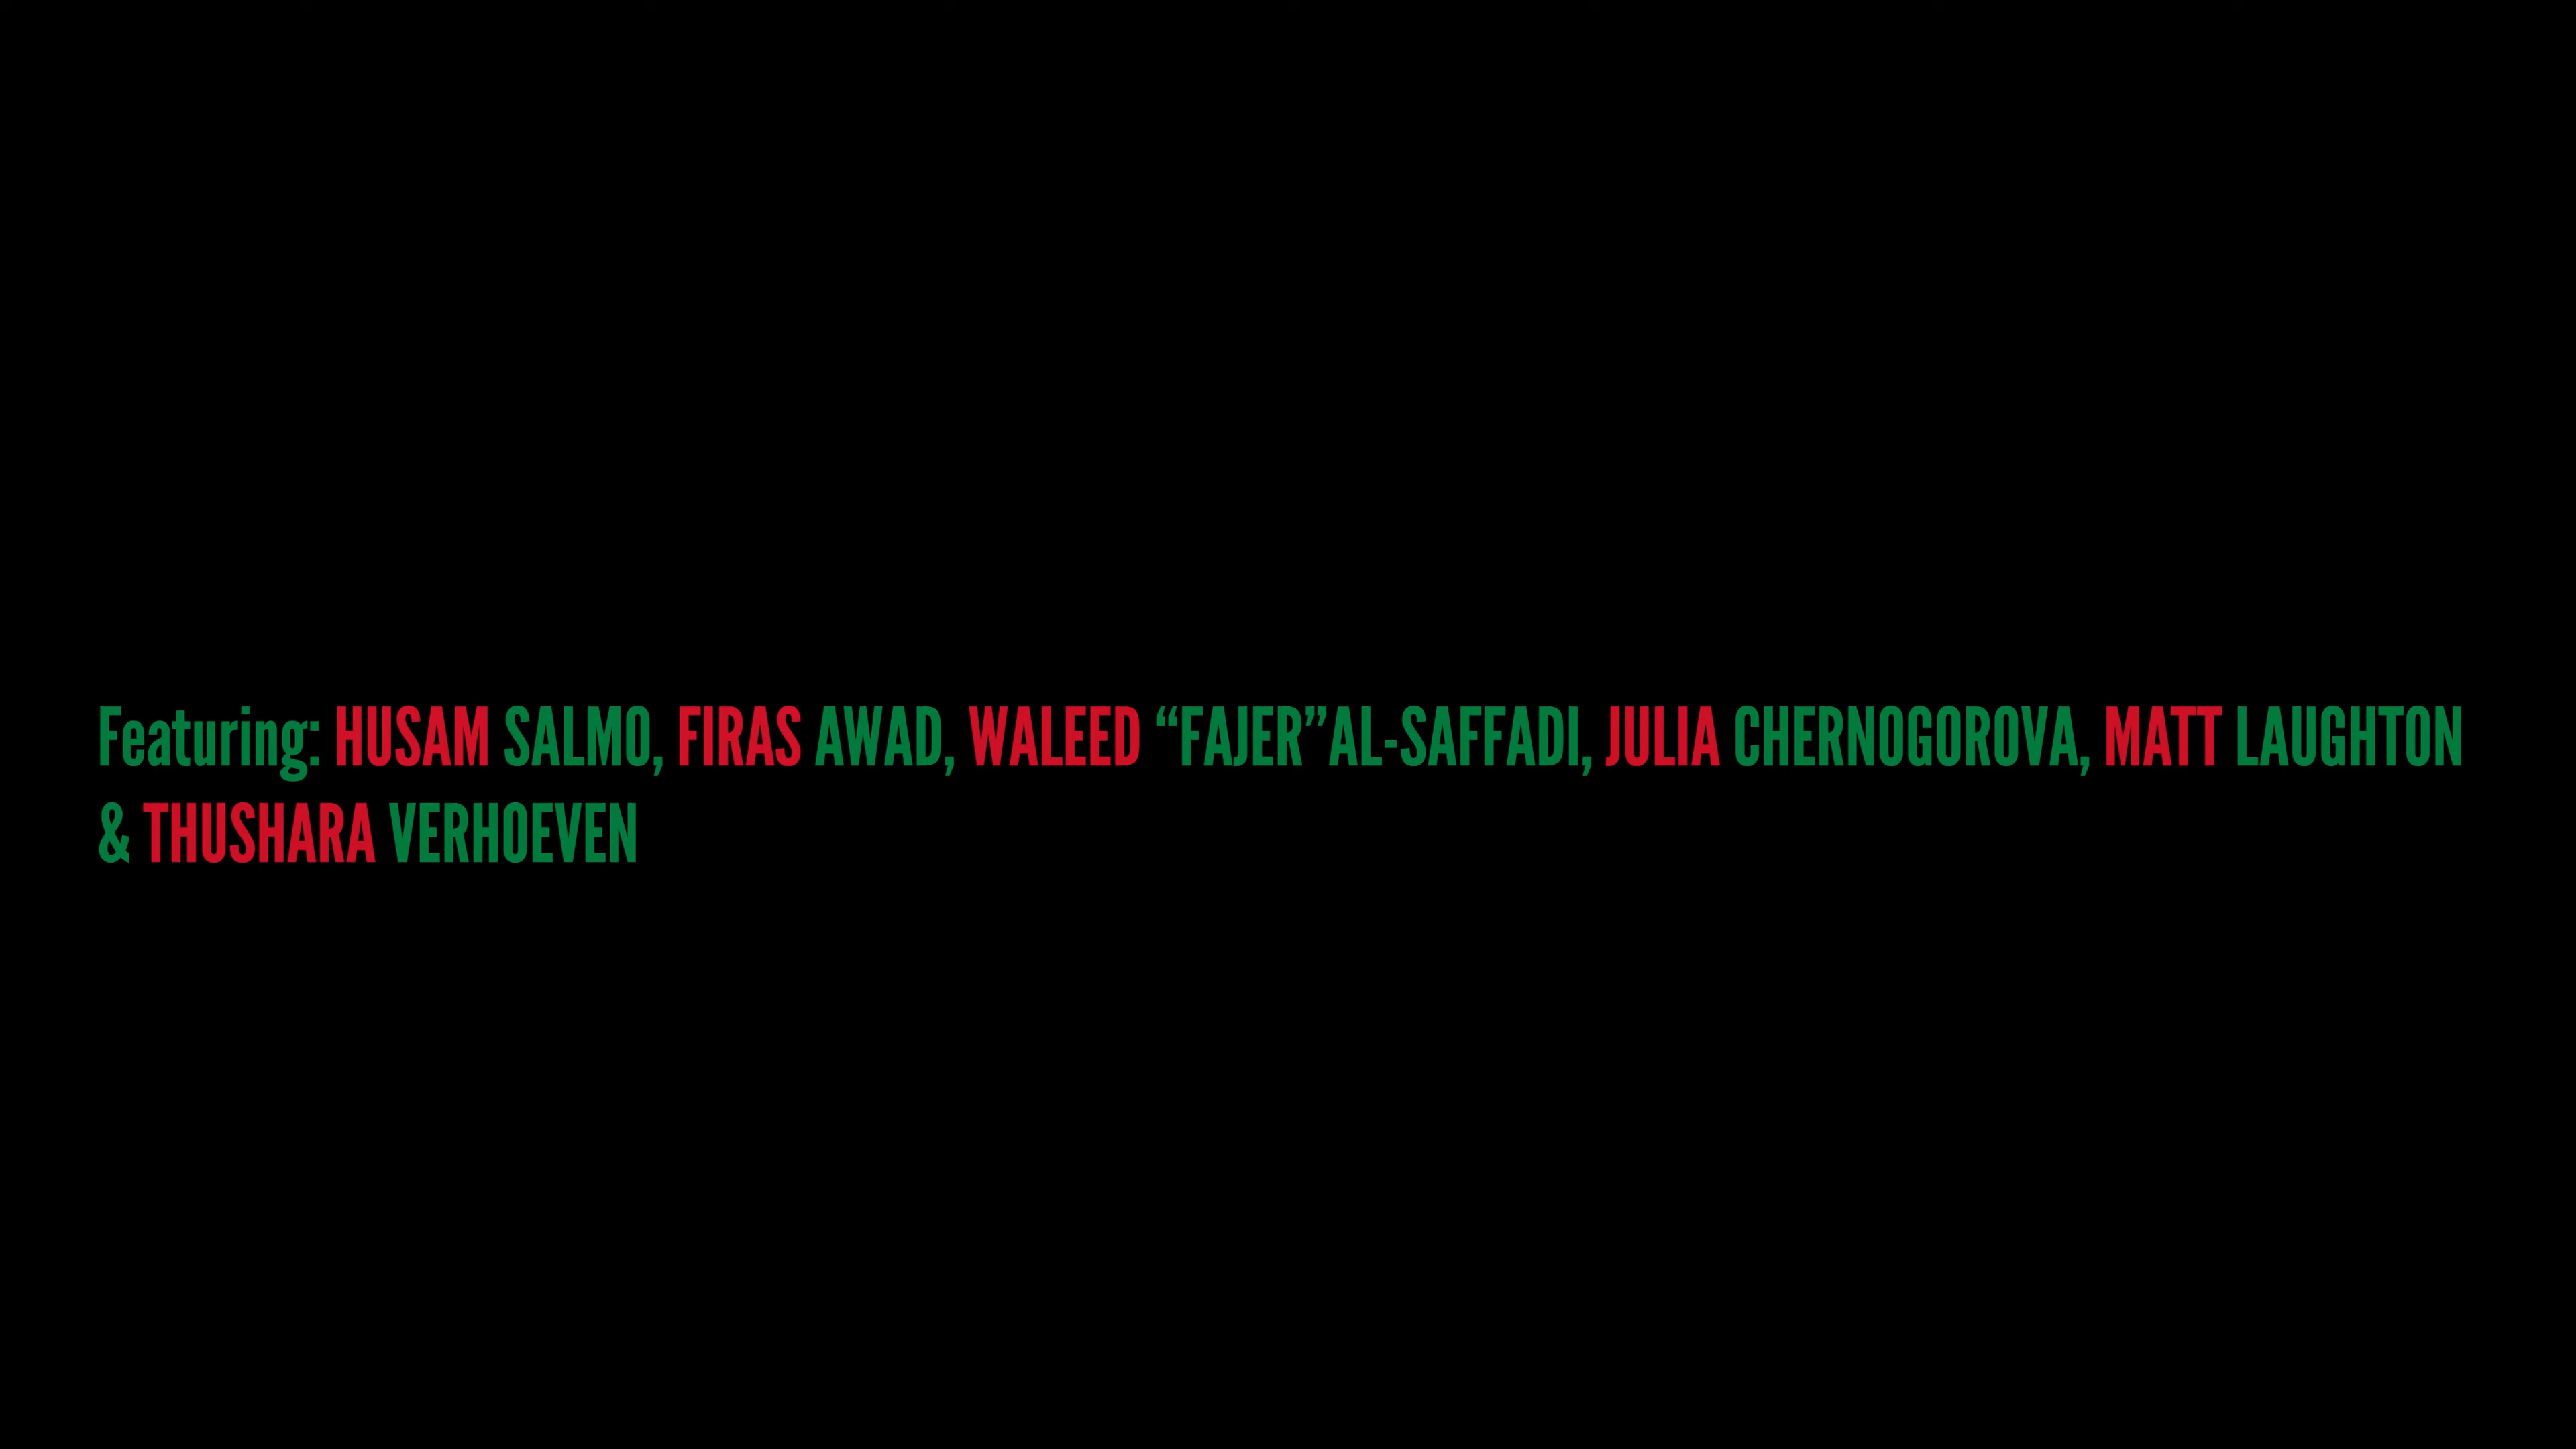 Featuring: HUSAM SALMO, FIRAS AWAD, WALEED “FAJER”AL-SAFFADI, JULIA CHERNOGOROVA, MATT LAUGHTON
& THUSHARA VERHOEVEN